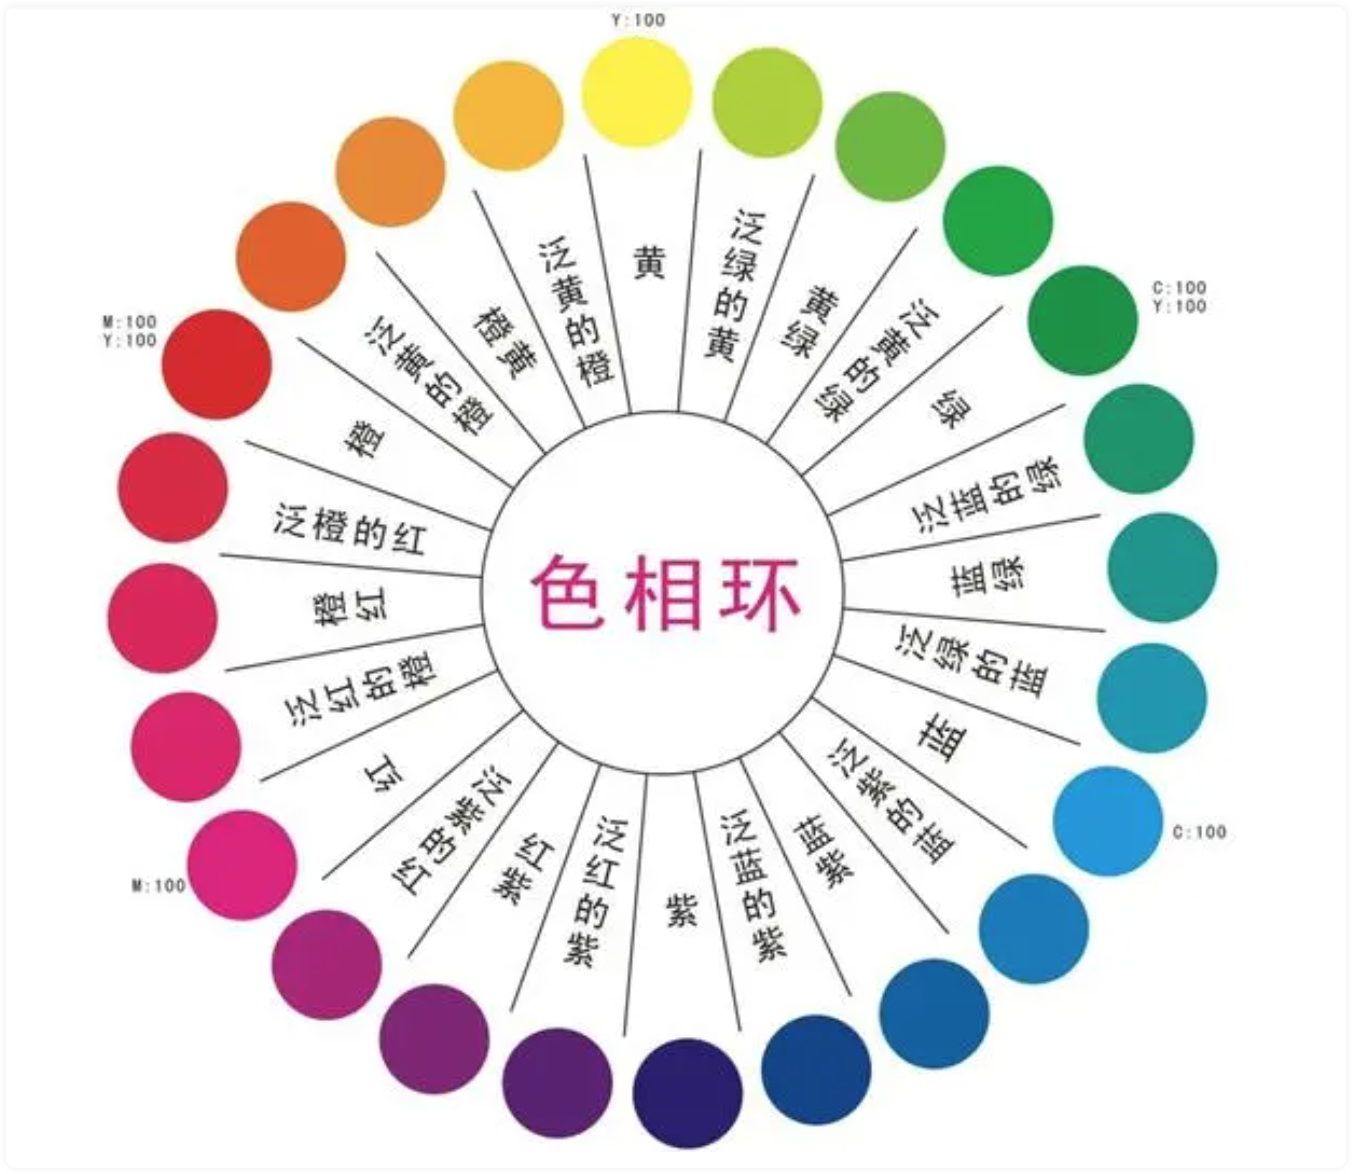 Y:100
黄
泛绿的黄
黄绿
泛黄的绿
绿
C:100
Y:100
泛蓝的绿
蓝绿
泛绿的蓝
蓝
C:100
泛紫的蓝
蓝紫
泛蓝的紫
紫
泛红的紫
红紫
泛紫的红
红
M:100
泛红的橙
橙红
泛橙的红
橙
M:100
Y:100
泛黄的橙
橙黄
泛黄的橙
色相环